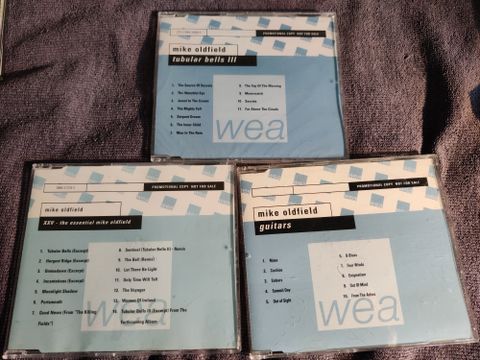 PROMOTIONAL COPY NOT FOR SALE
mike oldfield
tubular bells III
1. The Source Of Secrets
2. The Watchful Eye
3. Jewel In The Crown
4. The Mighty Fall
5. Serpent Dream
6. The Inner Child
7. Man In The Rain
8. The Top Of The Morning
9. Moonwatch
10. Secrets
11. Far Above The Clouds
wea
PROMOTIONAL COPY NOT FOR SALE
mike oldfield
XXV - the essential mike oldfield
1. Tubular Bells (Excerpt)
2. Hergest Ridge (Excerpt)
3. Ommadawn (Excerpt)
4. Incantations (Excerpt)
5. Moonlight Shadow
6. Portsmouth
7. Good News (From "The Killing
Fields")
8. Sentinel (Tubular Bells II) - Remix
9. The Bell (Remix)
10. Let There Be Light
11. Only Time Will Tell
12. The Voyager
13. Women Of Ireland
14. Tubular Bells III (Excerpt) From The
Forthcoming Album
wea
PROMOTIONAL COPY NOT FOR SALE
mike oldfield
guitars
1. Muse
2. Cochise
3. Embers
4. Summit Day
5. Out of Sight
6. B.Blues
7. Four Winds
8. Enigmatism
9. Out Of Mind
10. From The Ashes
wea